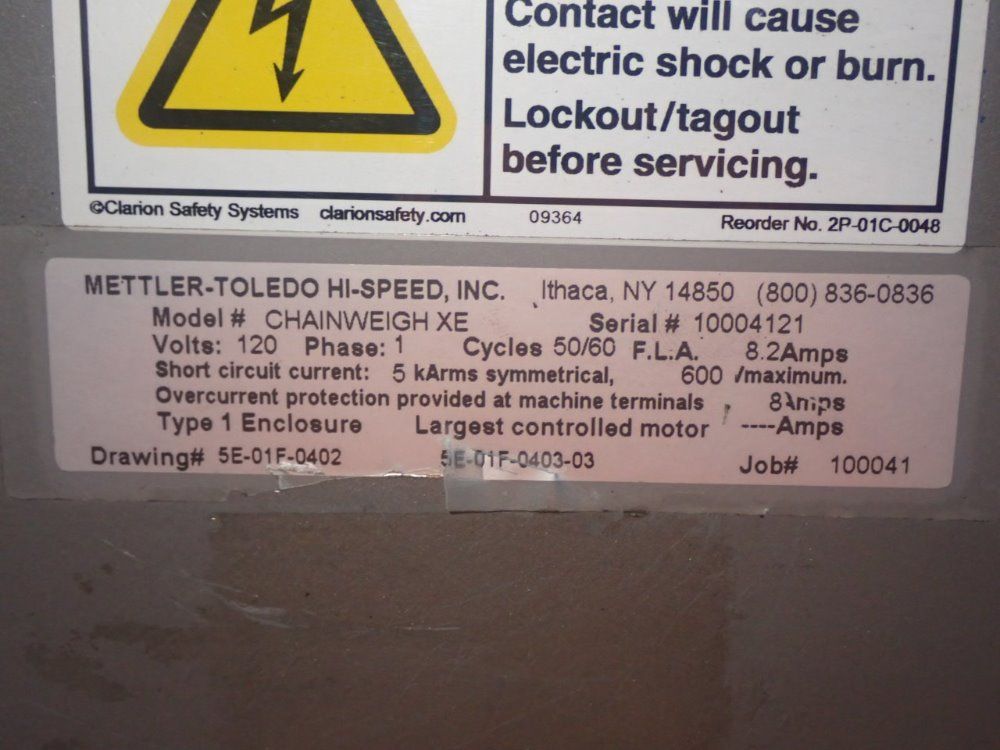 Contact will cause
electric shock or burn.
Lockout/tagout
before servicing.
©Clarion Safety Systems clarionsafety.com 09364 Reorder No. 2P-01C-0048
METTLER-TOLEDO HI-SPEED, INC. Ithaca, NY 14850 (800) 836-0836
Model # CHAINWEIGH XE Serial # 10004121
Volts: 120 Phase: 1 Cycles 50/60 F.L.A. 8.2Amps
Short circuit current: 5 kArms symmetrical, 600 /maximum.
Overcurrent protection provided at machine terminals 8Amps
Type 1 Enclosure Largest controlled motor ----Amps
Drawing# 5E-01F-0402 5E-01F-0403-03 Job# 100041